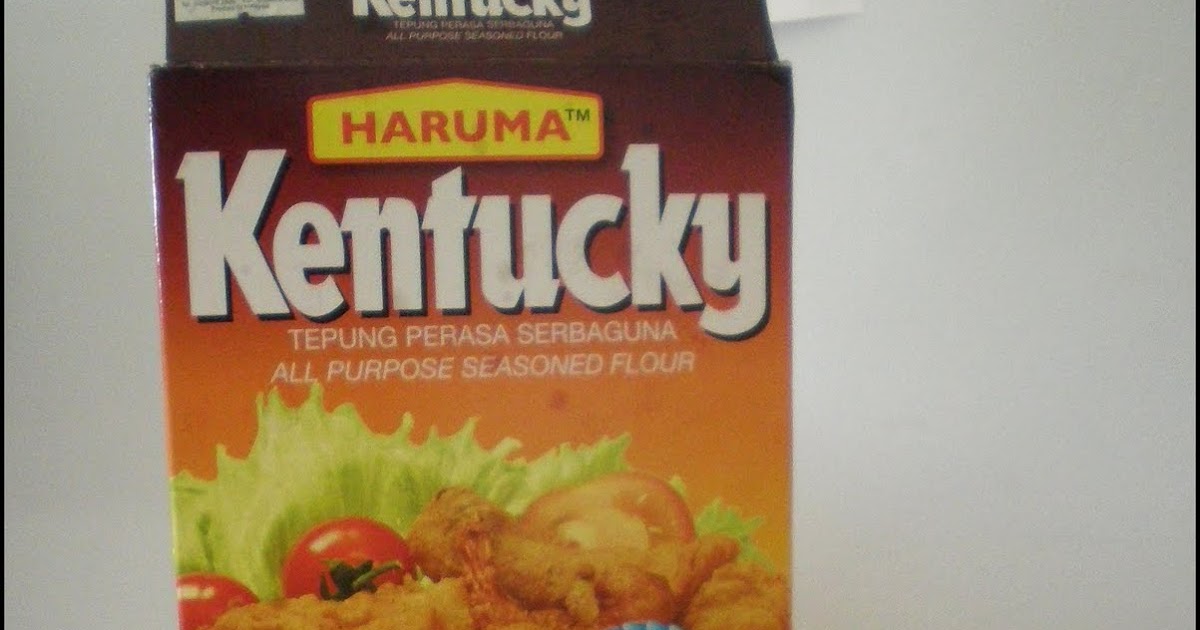 Kentucky
TEPUNG PERASA SERBAGUNA
ALL PURPOSE SEASONED FLOUR
HARUMA™
Kentucky
TEPUNG PERASA SERBAGUNA
ALL PURPOSE SEASONED FLOUR